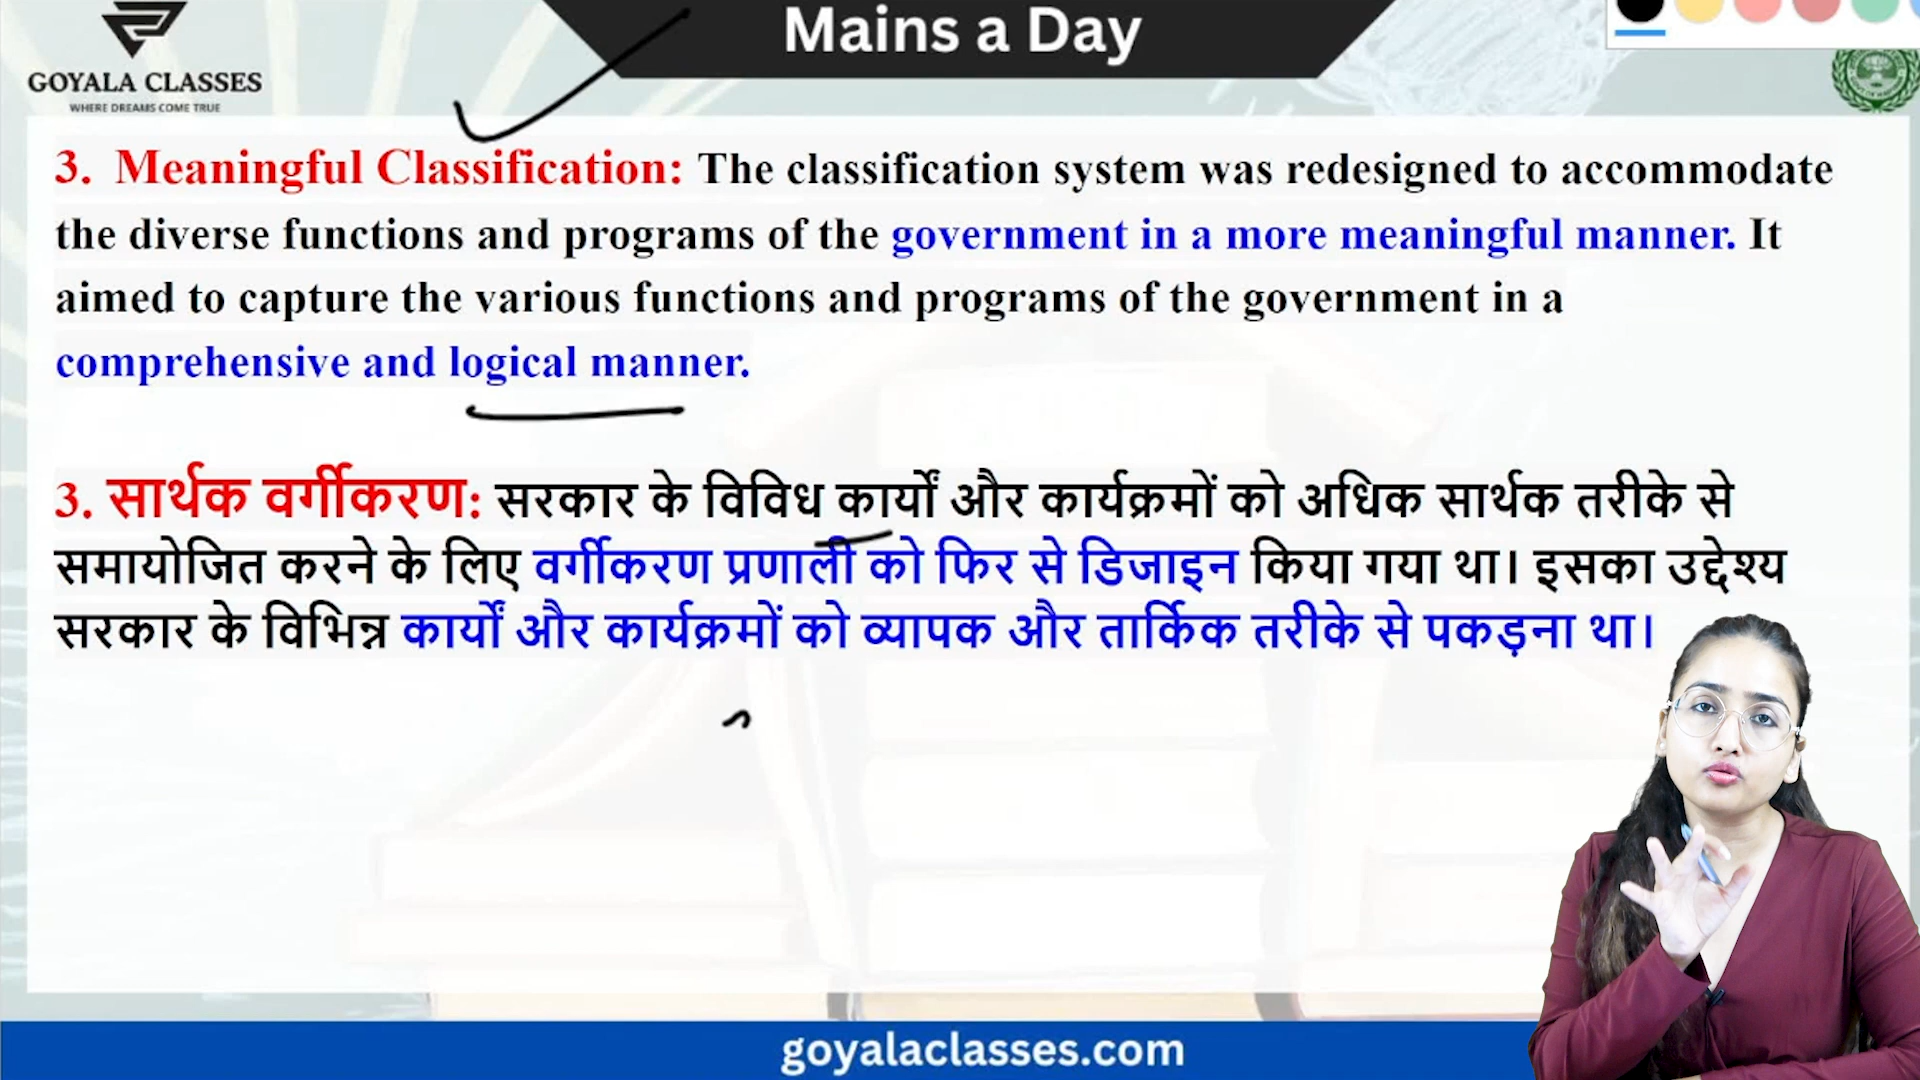 Mains a Day
GOYALA CLASSES
WHERE DREAMS COME TRUE
3. Meaningful Classification: The classification system was redesigned to accommodate
the diverse functions and programs of the government in a more meaningful manner. It
aimed to capture the various functions and programs of the government in a
comprehensive and logical manner.
3. सार्थक वर्गीकरण: सरकार के विविध कार्यों और कार्यक्रमों को अधिक सार्थक तरीके से
समायोजित करने के लिए वर्गीकरण प्रणाली को फिर से डिजाइन किया गया था। इसका उद्देश्य
सरकार के विभिन्न कार्यों और कार्यक्रमों को व्यापक और तार्किक तरीके से पकड़ना था।
goyalaclasses.com